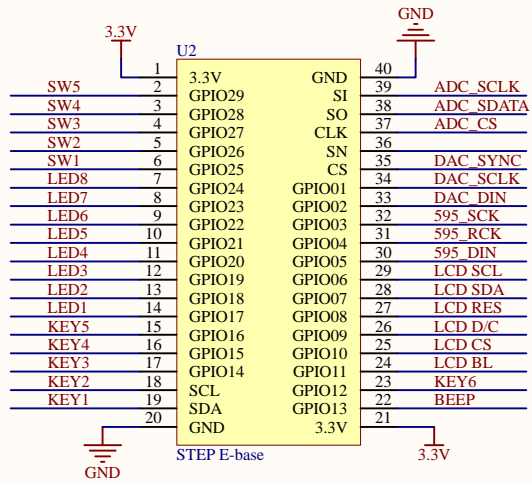 GND
3.3V
U2
1 3.3V GND 40
SW5 2 GPIO29 SI 39 ADC_SCLK
SW4 3 GPIO28 SO 38 ADC_SDATA
SW3 4 GPIO27 CLK 37 ADC_CS
SW2 5 GPIO26 SN 36
SW1 6 GPIO25 CS 35 DAC_SYNC
LED8 7 GPIO24 GPIO01 34 DAC_SCLK
LED7 8 GPIO23 GPIO02 33 DAC_DIN
LED6 9 GPIO22 GPIO03 32 595_SCK
LED5 10 GPIO21 GPIO04 31 595_RCK
LED4 11 GPIO20 GPIO05 30 595_DIN
LED3 12 GPIO19 GPIO06 29 LCD SCL
LED2 13 GPIO18 GPIO07 28 LCD SDA
LED1 14 GPIO17 GPIO08 27 LCD RES
KEY5 15 GPIO16 GPIO09 26 LCD D/C
KEY4 16 GPIO15 GPIO10 25 LCD CS
KEY3 17 GPIO14 GPIO11 24 LCD BL
KEY2 18 SCL GPIO12 23 KEY6
KEY1 19 SDA GPIO13 22 BEEP
20 GND 3.3V 21
STEP E-base
3.3V
GND